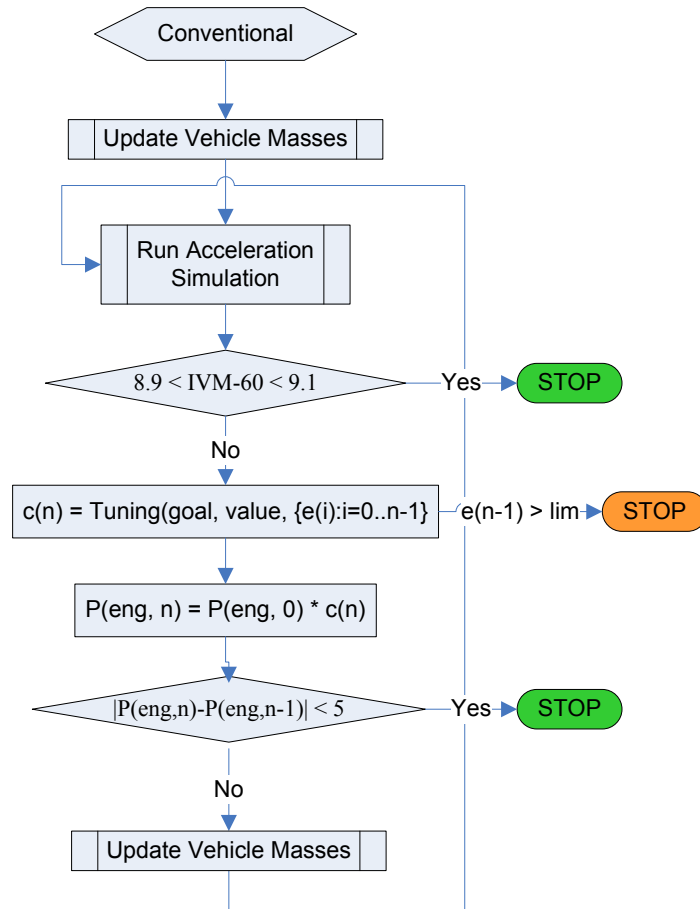 Conventional
Update Vehicle Masses
Run Acceleration
Simulation
8.9 < IVM-60 < 9.1
Yes
STOP
No
c(n) = Tuning(goal, value, {e(i):i=0..n-1}
e(n-1) > lim
STOP
P(eng, n) = P(eng, 0) * c(n)
|P(eng,n)-P(eng,n-1)| < 5
Yes
STOP
No
Update Vehicle Masses